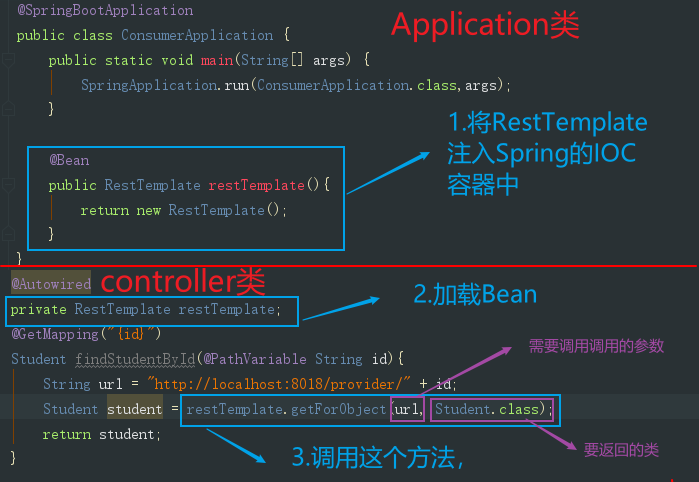 @SpringBootApplication
Application类
public class ConsumerApplication {
public static void main(String[] args) {
SpringApplication.run(ConsumerApplication.class,args);
}
1.将RestTemplate
注入Spring的IOC
容器中
@Bean
public RestTemplate restTemplate(){
return new RestTemplate();
}
}
@Autowired
controller类
2.加载Bean
private RestTemplate restTemplate;
@GetMapping("{id}")
需要调用调用的参数
Student findStudentById(@PathVariable String id){
String url = "http://localhost:8018/provider/" + id;
Student student = restTemplate.getForObject(url, Student.class);
return student;
要返回的类
}
3.调用这个方法,